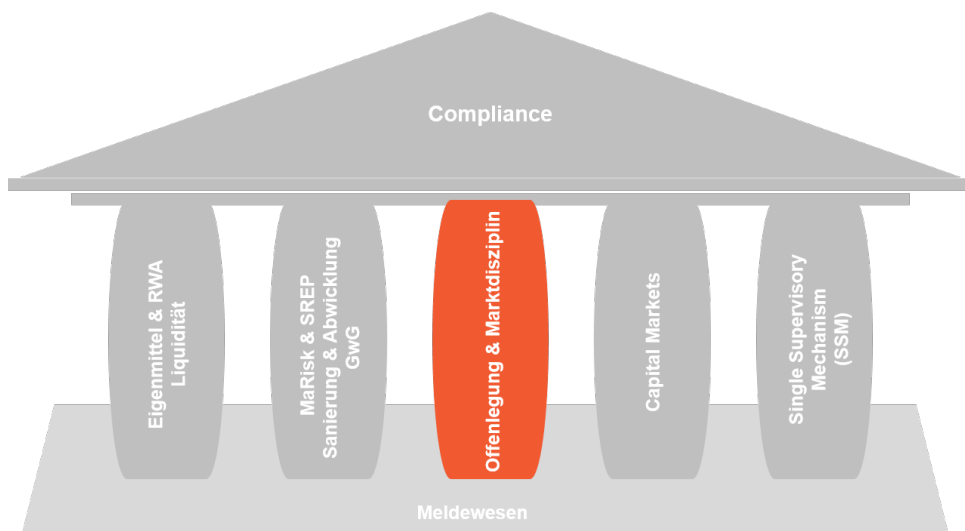 Compliance
Eigenmittel & RWA
Liquidität
MaRisk & SREP
Sanierung & Abwicklung
GwG
Offenlegung & Marktdisziplin
Capital Markets
Single Supervisory
Mechanism
(SSM)
Meldewesen